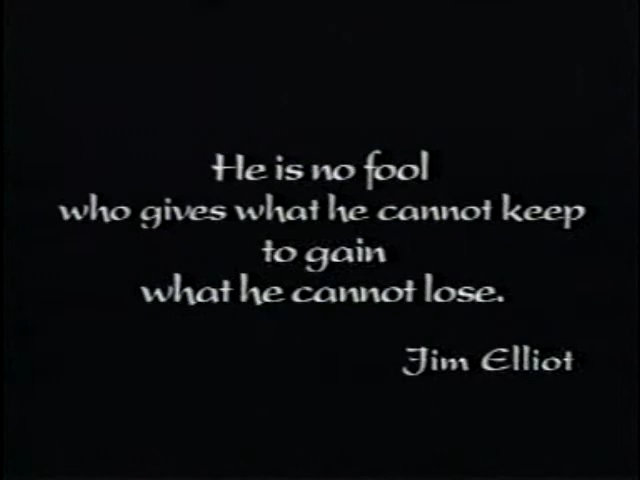 He is no fool
who gives what he cannot keep
to gain
what he cannot lose.
Jim Elliot